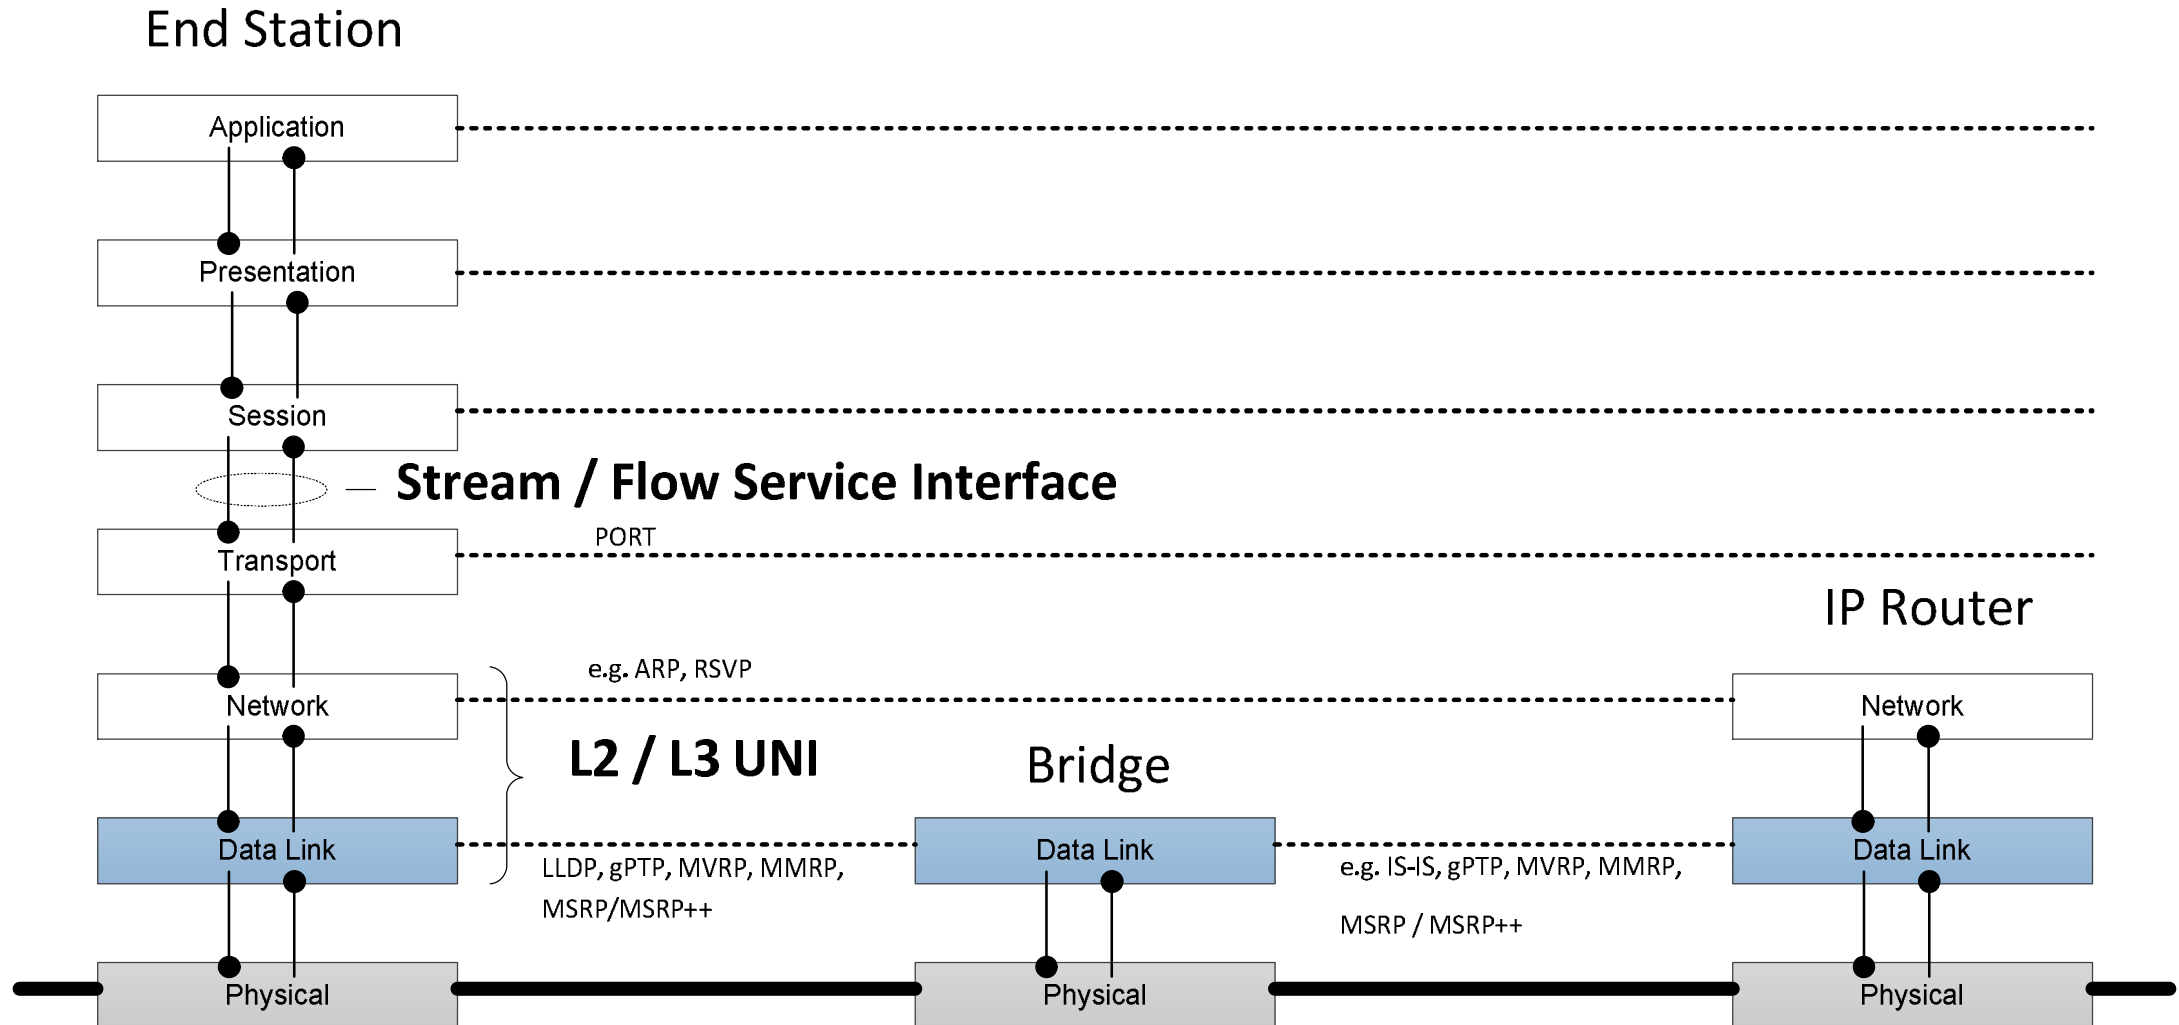 End Station
Application
Presentation
Session
Stream / Flow Service Interface
PORT
Transport
IP Router
e.g. ARP, RSVP
Network
Network
L2 / L3 UNI
Bridge
Data Link
Data Link
Data Link
LLDP, gPTP, MVRP, MMRP,
MSRP/MSRP++
e.g. IS-IS, gPTP, MVRP, MMRP,
MSRP / MSRP++
Physical
Physical
Physical